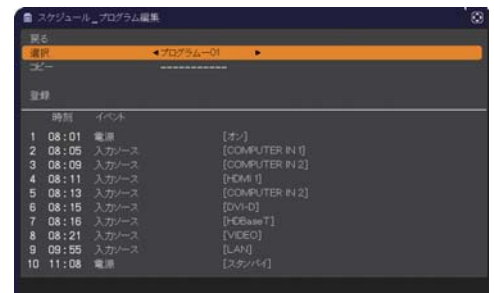 スケジュール_プログラム編集
戻る
選択 ◀プログラムー01 ▶
コピー -----------
登録
時刻 イベント
1 08:01 電源 [オン]
2 08:05 入力ソース [COMPUTER IN 1]
3 08:09 入力ソース [COMPUTER IN 2]
4 08:11 入力ソース [HDMI 1]
5 08:13 入力ソース [COMPUTER IN 2]
6 08:15 入力ソース [DVI-D]
7 08:16 入力ソース [HDBaseT]
8 08:21 入力ソース [VIDEO]
9 09:55 入力ソース [LAN]
10 11:08 電源 [スタンバイ]